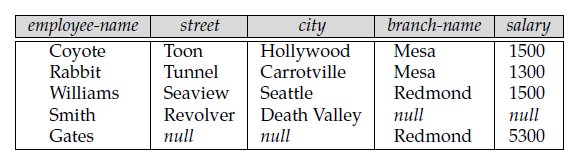 employee-name street city branch-name salary
Coyote Toon Hollywood Mesa 1500
Rabbit Tunnel Carrotville Mesa 1300
Williams Seaview Seattle Redmond 1500
Smith Revolver Death Valley null null
Gates null null Redmond 5300